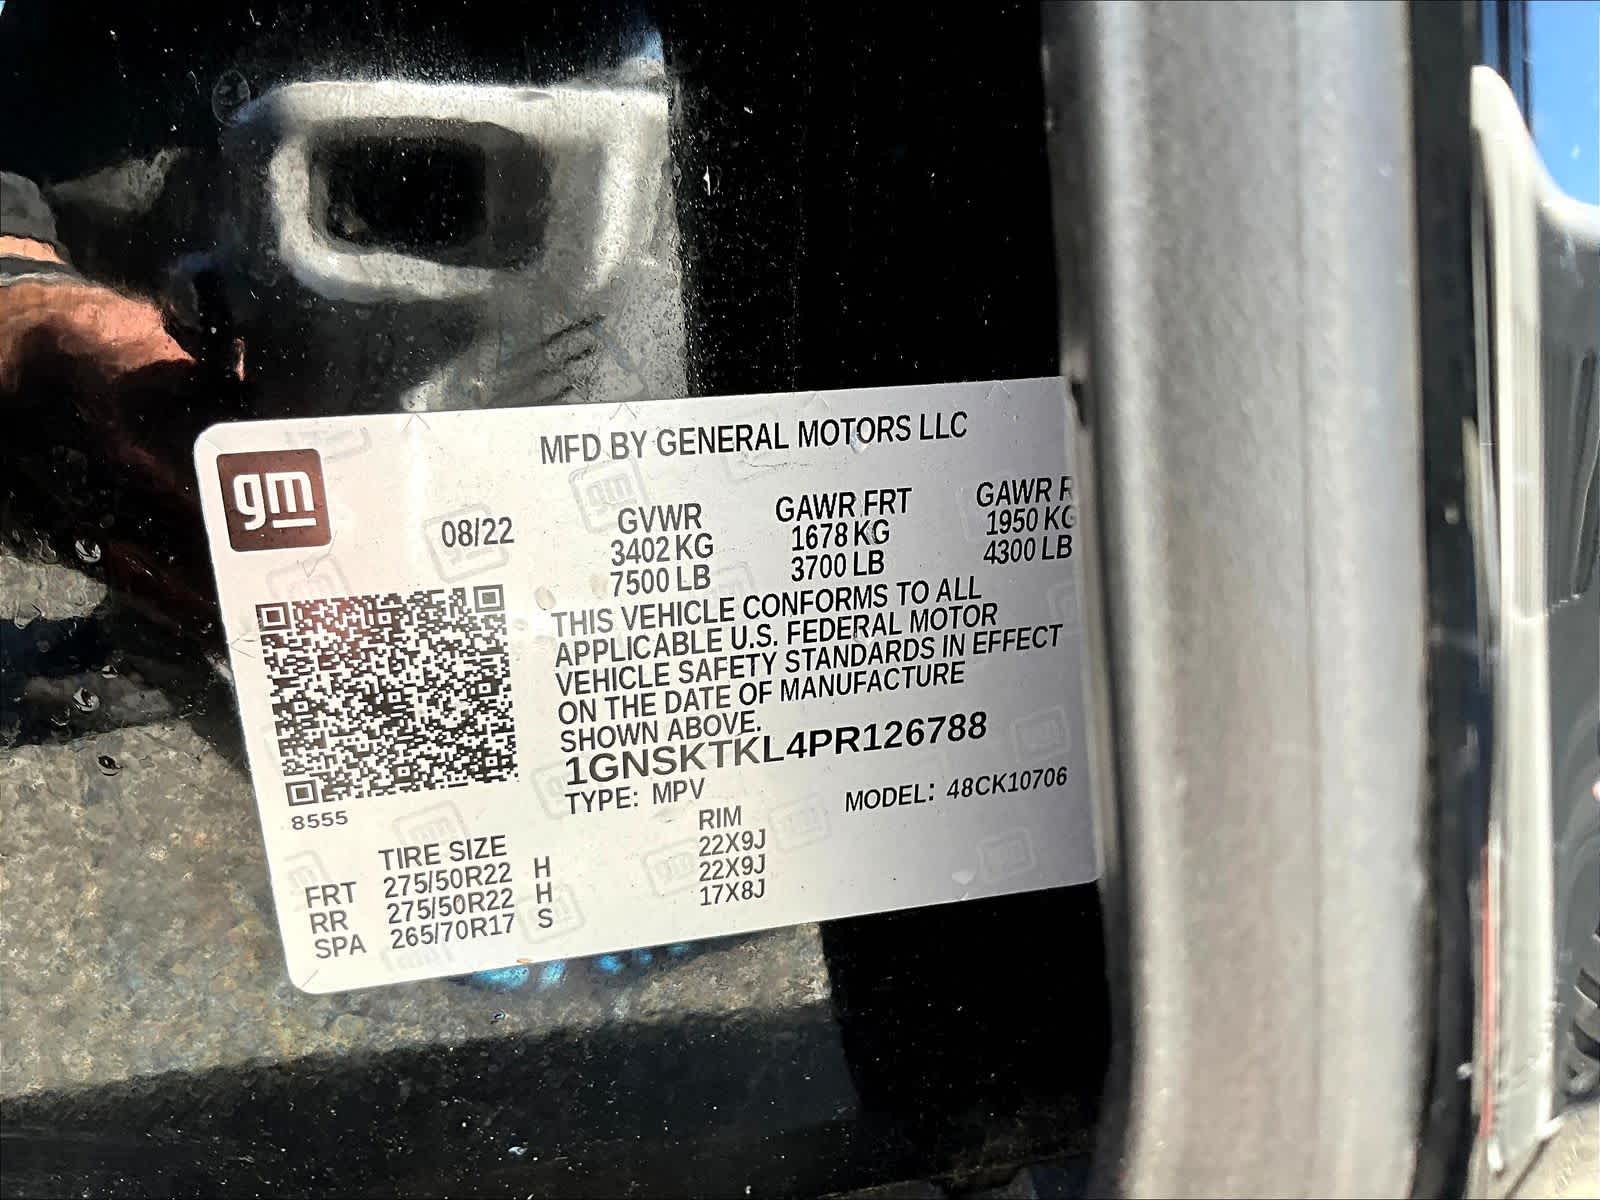 MFD BY GENERAL MOTORS LLC
gm
08/22
GVWR GAWR FRT GAWR R
3402 KG 1678 KG 1950 KG
7500 LB 3700 LB 4300 LB
THIS VEHICLE CONFORMS TO ALL
APPLICABLE U.S. FEDERAL MOTOR
VEHICLE SAFETY STANDARDS IN EFFECT
ON THE DATE OF MANUFACTURE
SHOWN ABOVE.
1GNSKTKL4PR126788
TYPE: MPV MODEL: 48CK10706
8555
TIRE SIZE RIM
FRT 275/50R22 H 22X9J
RR 275/50R22 H 22X9J
SPA 265/70R17 S 17X8J